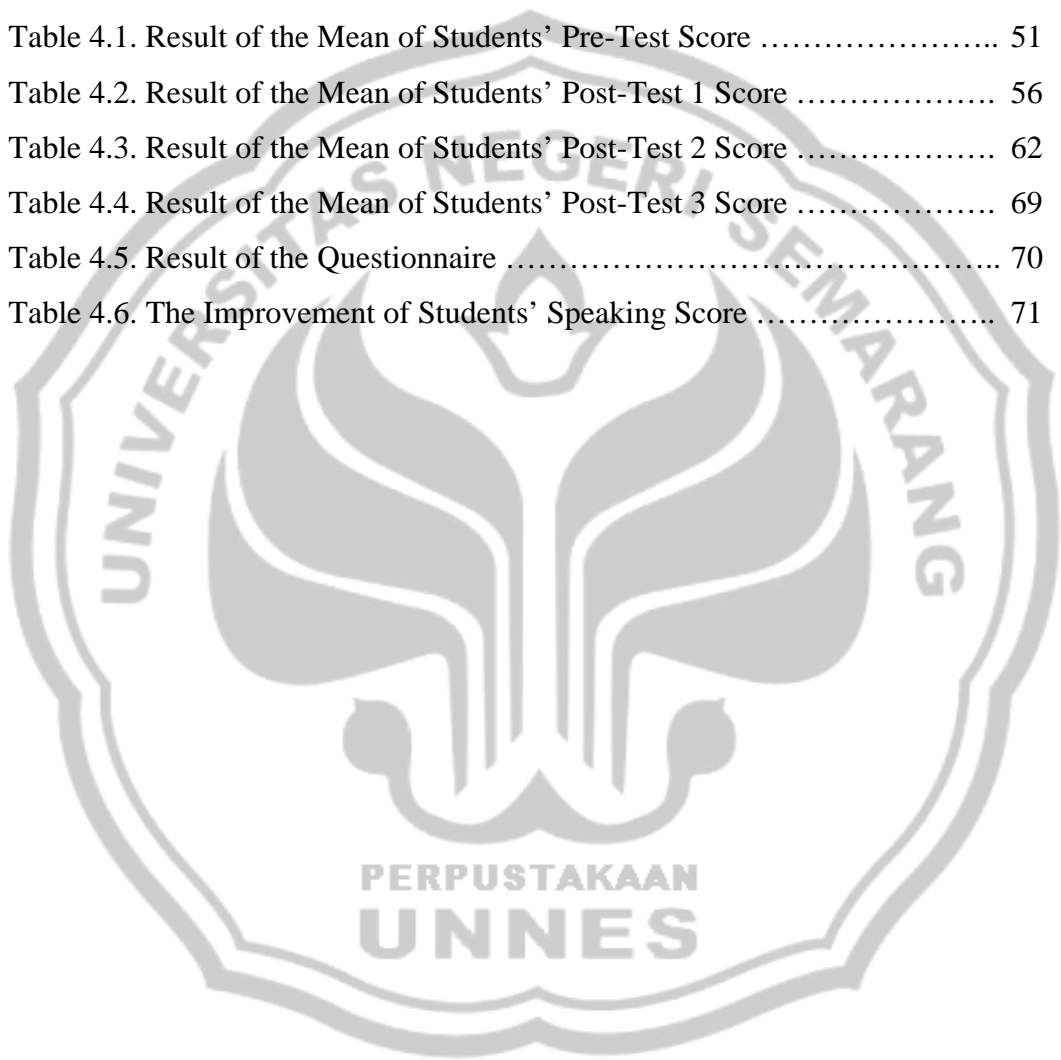 Table 4.1. Result of the Mean of Students’ Pre-Test Score ………………….. 51
Table 4.2. Result of the Mean of Students’ Post-Test 1 Score ………………. 56
Table 4.3. Result of the Mean of Students’ Post-Test 2 Score ………………. 62
Table 4.4. Result of the Mean of Students’ Post-Test 3 Score ………………. 69
Table 4.5. Result of the Questionnaire ……………………………………….. 70
Table 4.6. The Improvement of Students’ Speaking Score ………………….. 71
UNIVERSITAS NEGERI SEMARANG
PERPUSTAKAAN
UNNES